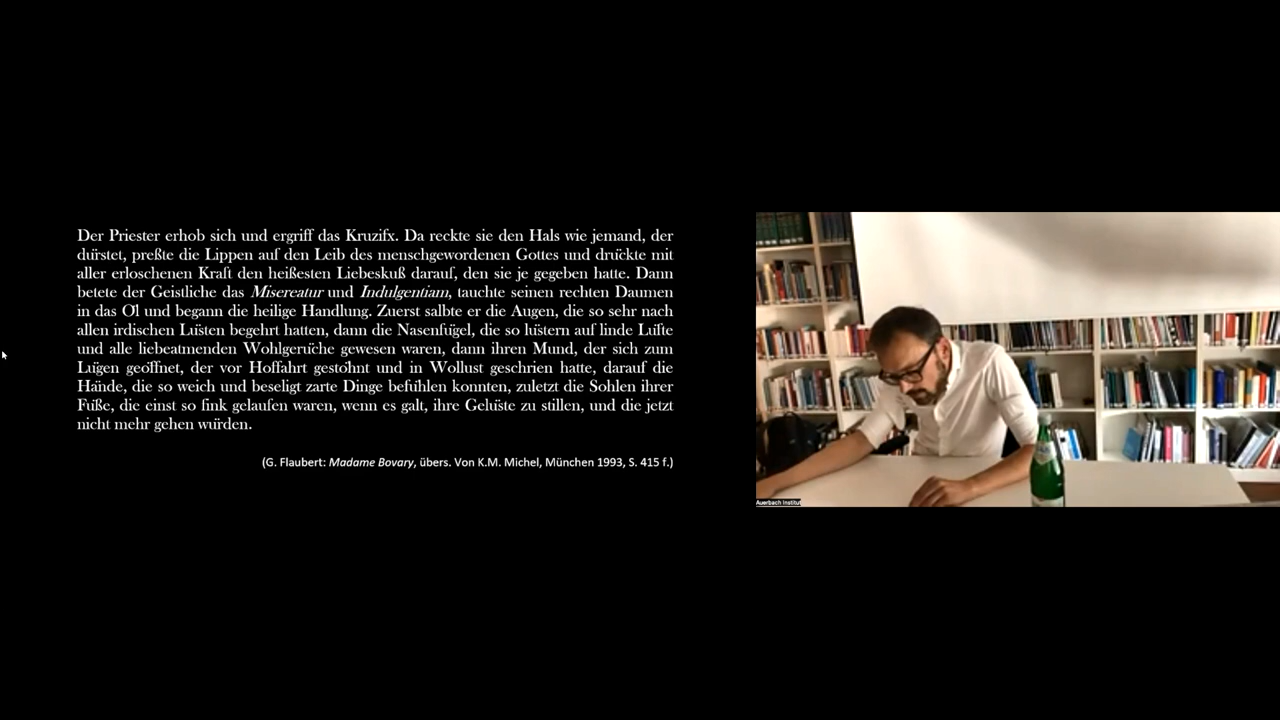 Der Priester erhob sich und ergriff das Kruzifx. Da reckte sie den Hals wie jemand, der
dürstet, preßte die Lippen auf den Leib des menschgewordenen Gottes und drückte mit
aller erloschenen Kraft den heißesten Liebeskuß darauf, den sie je gegeben hatte. Dann
betete der Geistliche das Misereatur und Indulgentiam, tauchte seinen rechten Daumen
in das Öl und begann die heilige Handlung. Zuerst salbte er die Augen, die so sehr nach
allen irdischen Lüsten begehrt hatten, dann die Nasenfügel, die so lüstern auf linde Lüfte
und alle liebeatmenden Wohlgerüche gewesen waren, dann ihren Mund, der sich zum
Lügen geöffnet, der vor Hoffahrt gestöhnt und in Wollust geschrien hatte, darauf die
Hände, die so weich und beseligt zarte Dinge befühlen konnten, zuletzt die Sohlen ihrer
Füße, die einst so fink gelaufen waren, wenn es galt, ihre Gelüste zu stillen, und die jetzt
nicht mehr gehen würden.
(G. Flaubert: Madame Bovary, übers. Von K.M. Michel, München 1993, S. 415 f.)
Auerbach Institut